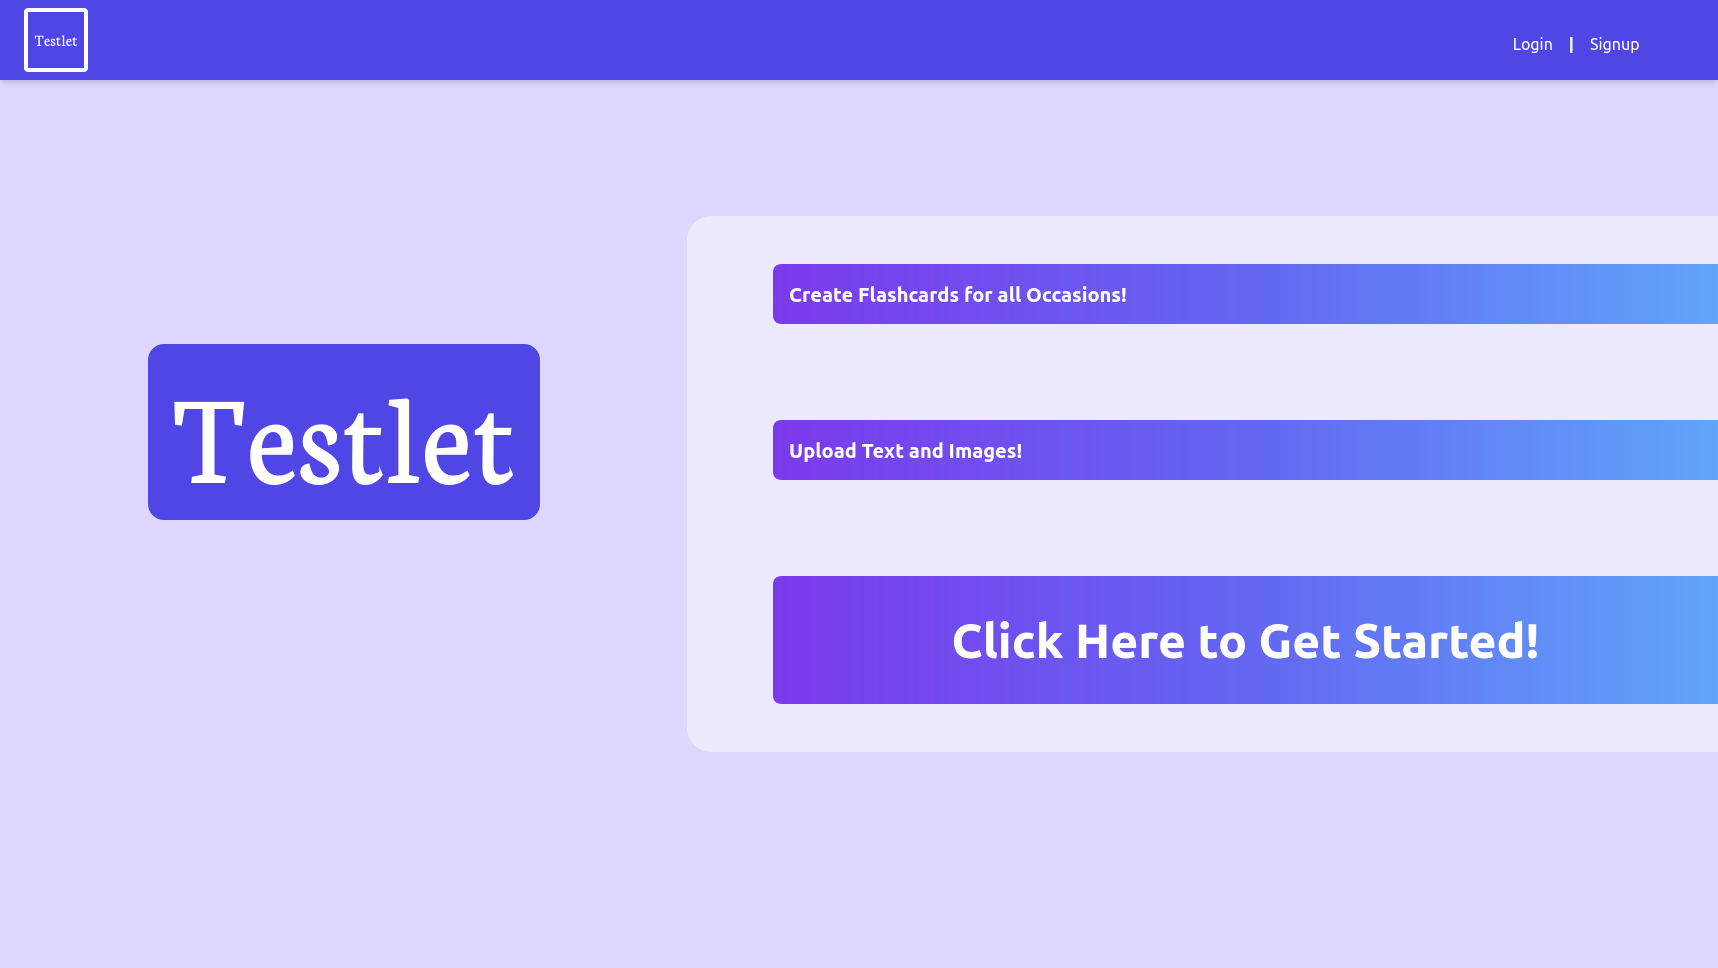 Testlet
Login | Signup
Create Flashcards for all Occasions!
Testlet
Upload Text and Images!
Click Here to Get Started!